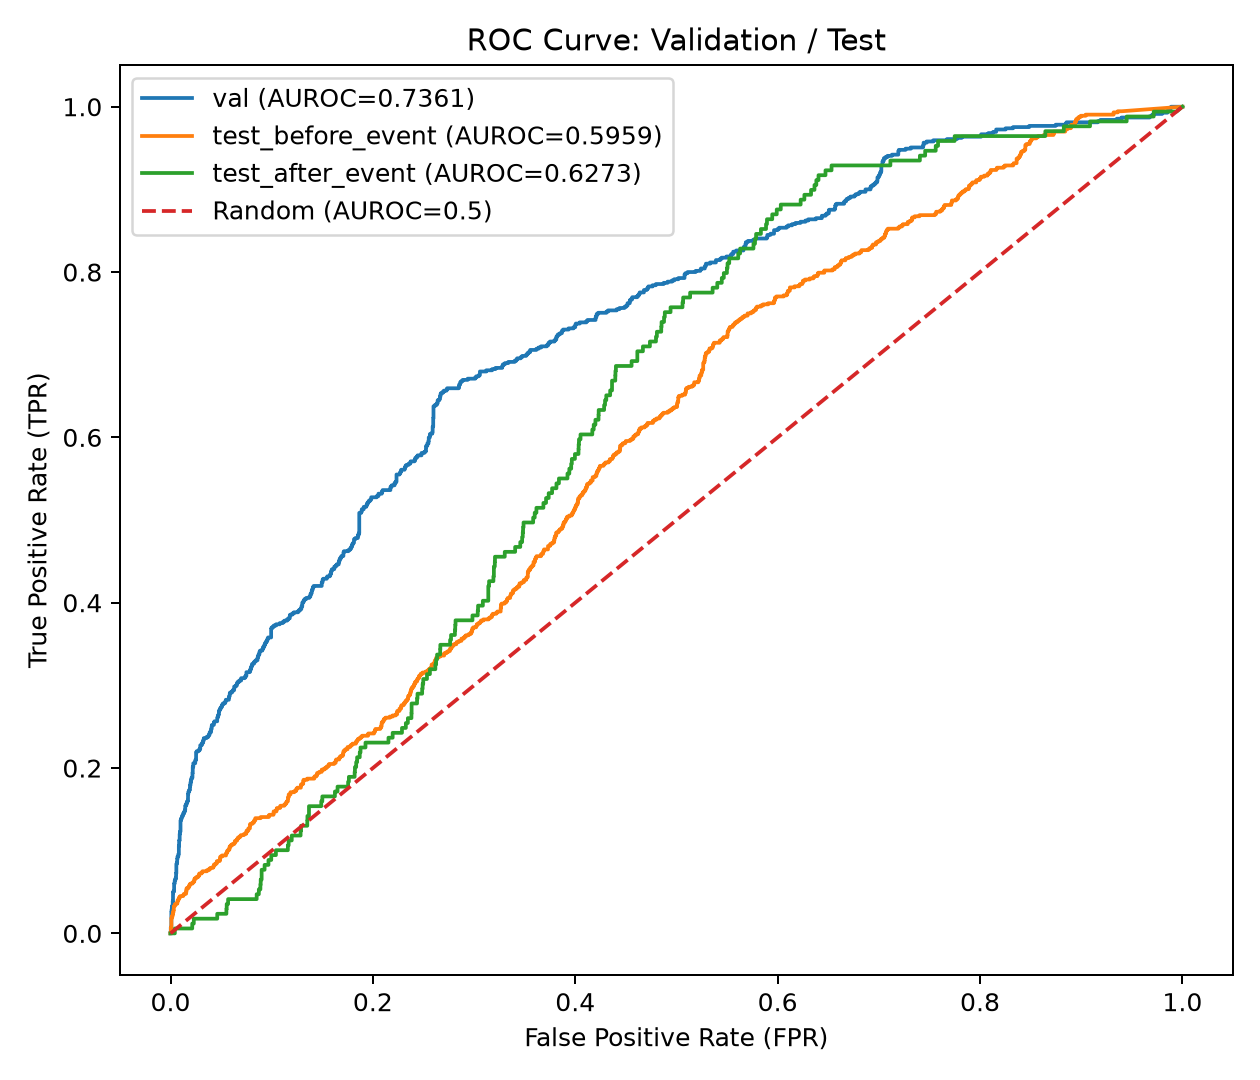 ROC Curve: Validation / Test
val (AUROC=0.7361)
test_before_event (AUROC=0.5959)
test_after_event (AUROC=0.6273)
Random (AUROC=0.5)
True Positive Rate (TPR)
1.0
0.8
0.6
0.4
0.2
0.0
0.0 0.2 0.4 0.6 0.8 1.0
False Positive Rate (FPR)